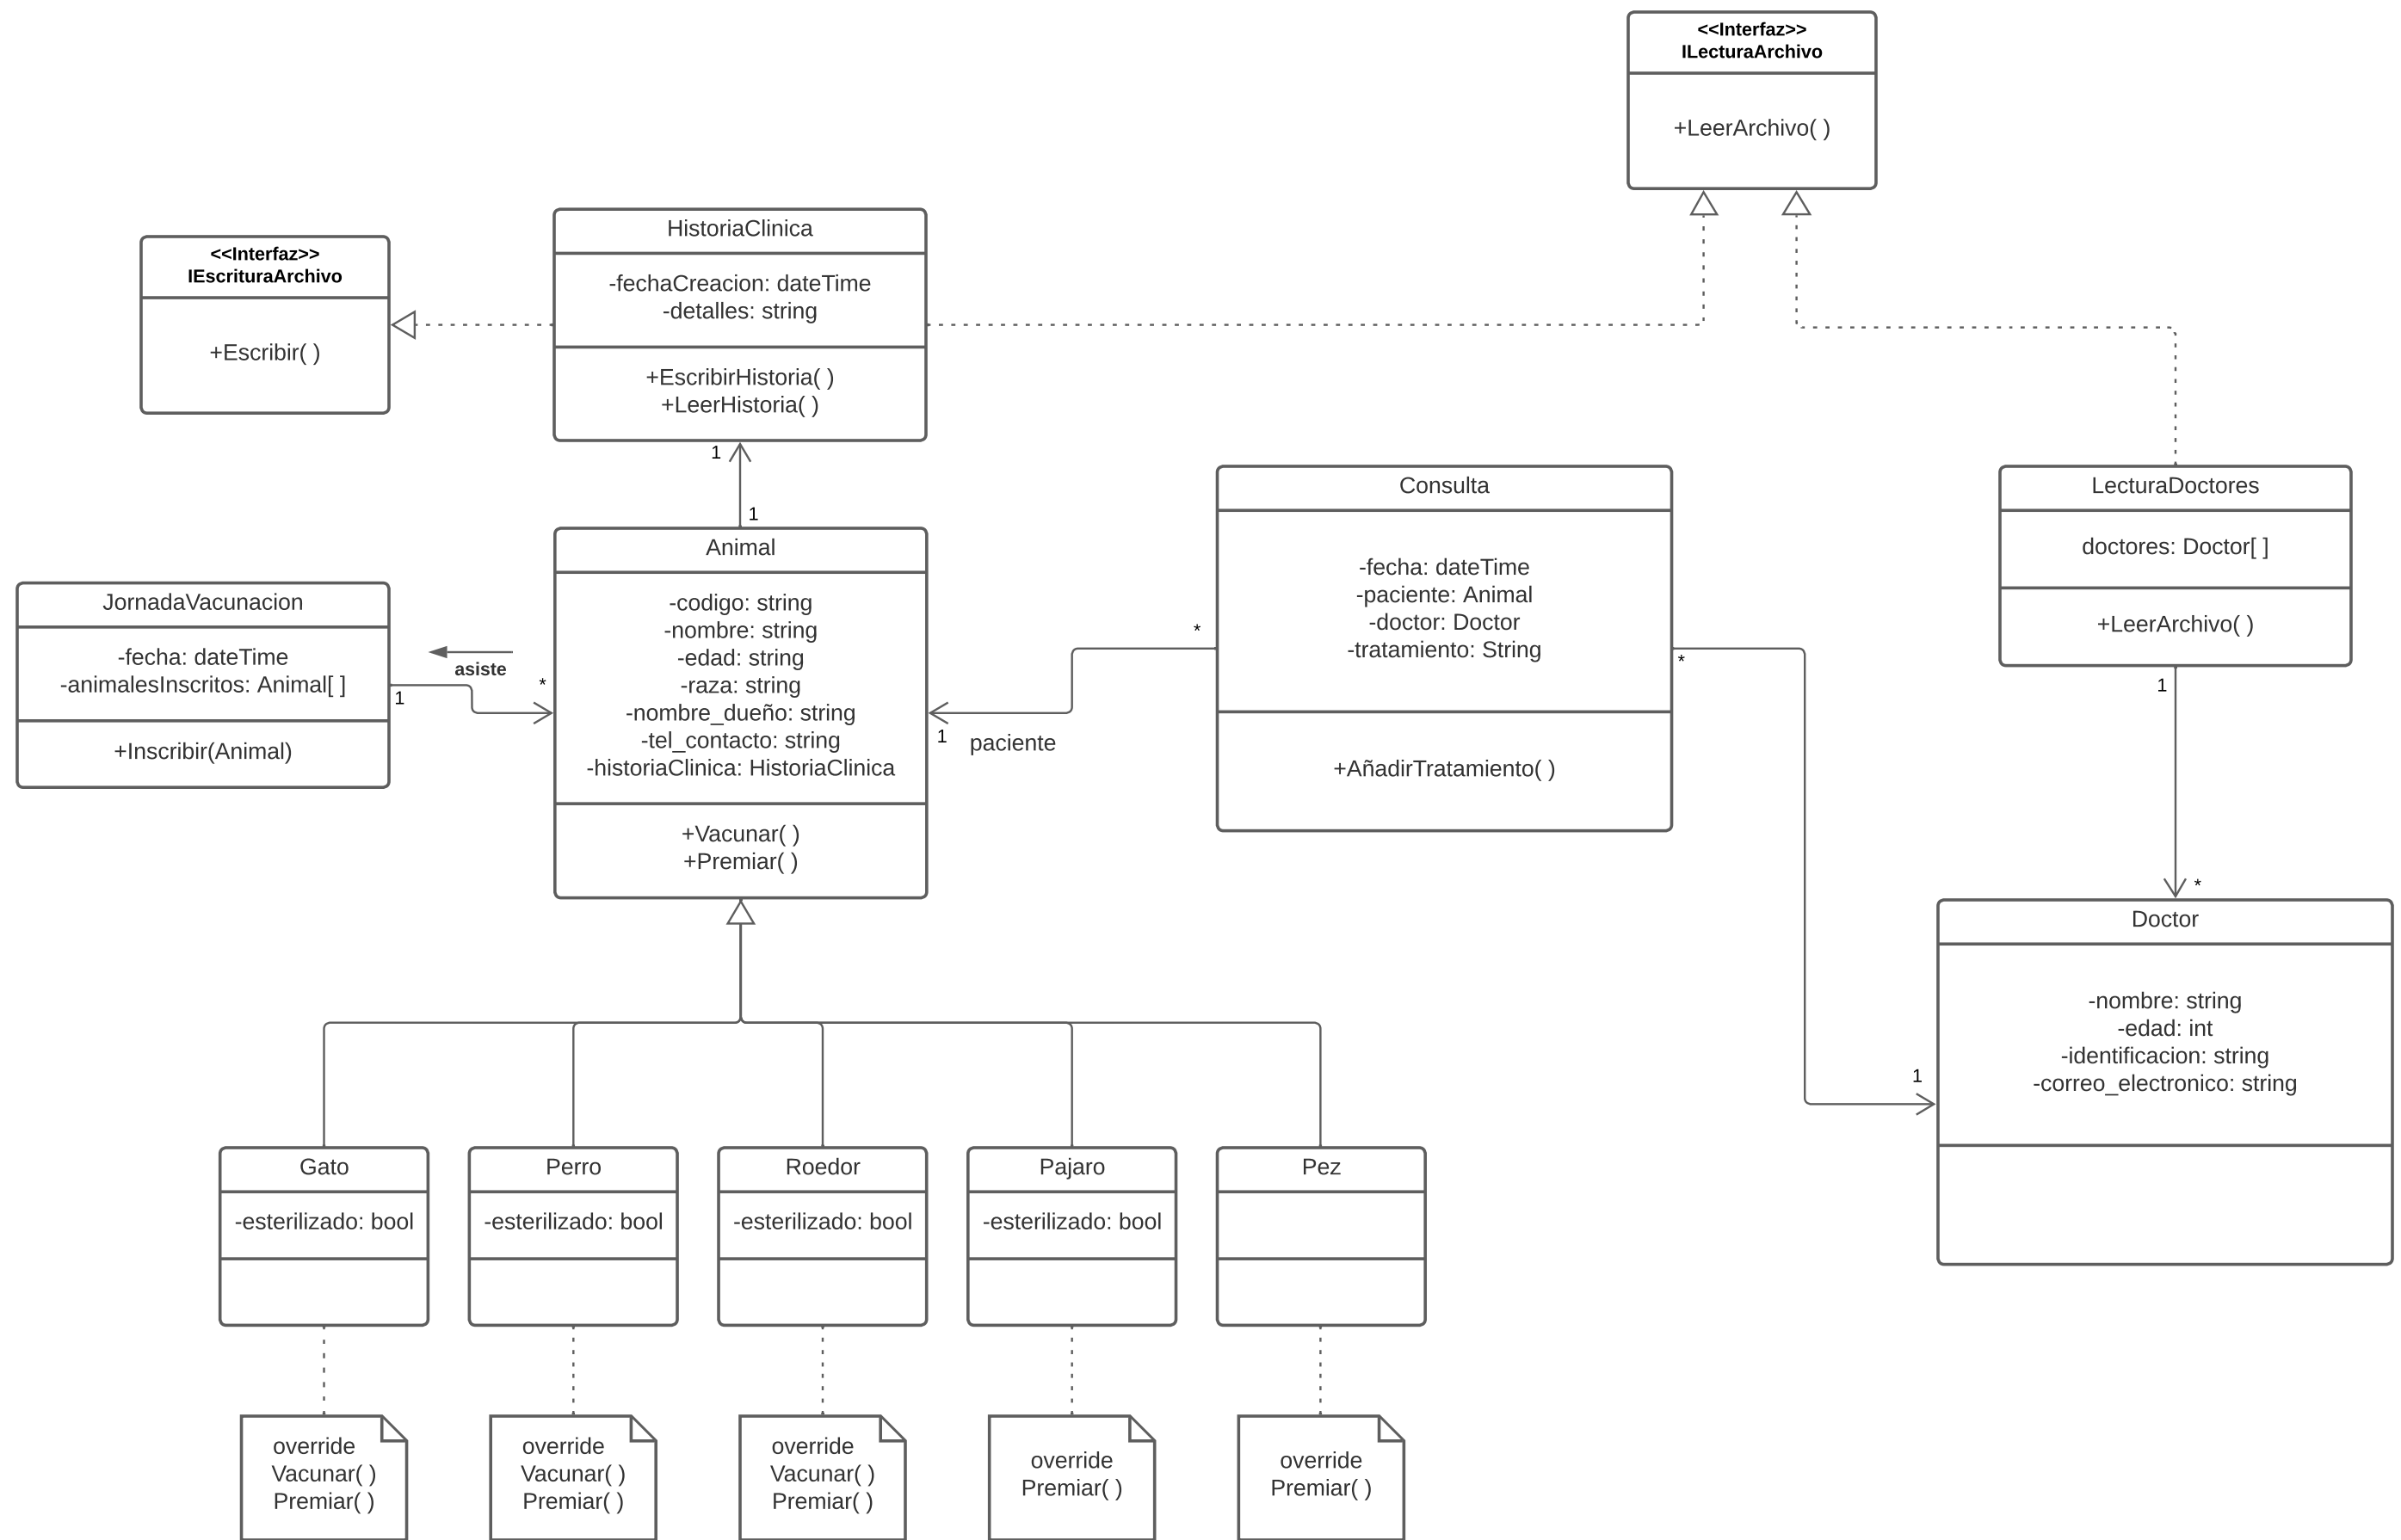 <<Interfaz>>
ILecturaArchivo
+LeerArchivo( )
<<Interfaz>>
IEscrituraArchivo
+Escribir( )
HistoriaClinica
-fechaCreacion: dateTime
-detalles: string
+EscribirHistoria( )
+LeerHistoria( )
1
1
JornadaVacunacion
-fecha: dateTime
-animalesInscritos: Animal[ ]
+Inscribir(Animal)
asiste
1
*
Animal
-codigo: string
-nombre: string
-edad: string
-raza: string
-nombre_dueño: string
-tel_contacto: string
-historiaClinica: HistoriaClinica
+Vacunar( )
+Premiar( )
*
1
paciente
Consulta
-fecha: dateTime
-paciente: Animal
-doctor: Doctor
-tratamiento: String
+AñadirTratamiento( )
*
1
LecturaDoctores
doctores: Doctor[ ]
+LeerArchivo( )
1
*
Doctor
-nombre: string
-edad: int
-identificacion: string
-correo_electronico: string
Gato
-esterilizado: bool
Perro
-esterilizado: bool
Roedor
-esterilizado: bool
Pajaro
-esterilizado: bool
Pez
override
Vacunar( )
Premiar( )
override
Vacunar( )
Premiar( )
override
Vacunar( )
Premiar( )
override
Premiar( )
override
Premiar( )